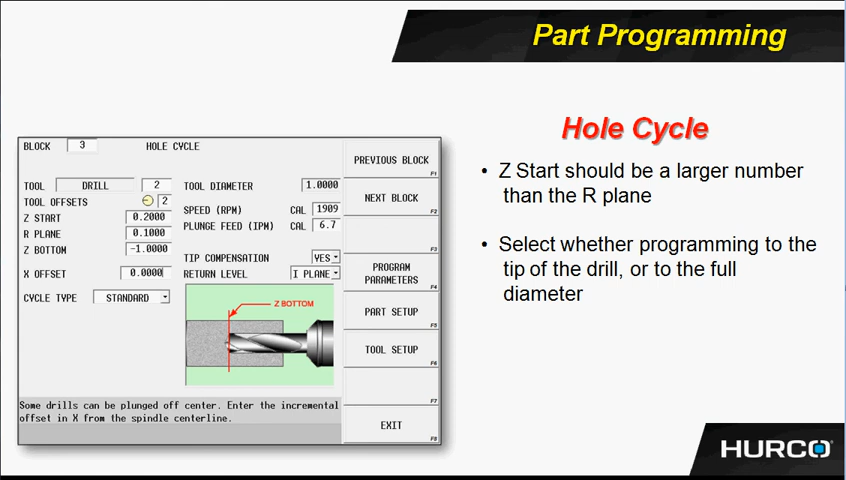 Part Programming
Hole Cycle
• Z Start should be a larger number
than the R plane
• Select whether programming to the
tip of the drill, or to the full
diameter
BLOCK 3 HOLE CYCLE
TOOL DRILL 2 TOOL DIAMETER 1.0000
TOOL OFFSETS 2
Z START 0.2000 SPEED (RPM) CAL 1909
R PLANE 0.1000 PLUNGE FEED (IPM) CAL 6.7
Z BOTTOM -1.0000
TIP COMPENSATION YES
X OFFSET 0.0000 RETURN LEVEL I PLANE
CYCLE TYPE STANDARD
Z BOTTOM
Some drills can be plunged off center. Enter the incremental
offset in X from the spindle centerline.
PREVIOUS BLOCK
F1
NEXT BLOCK
F2
F3
PROGRAM
PARAMETERS
F4
PART SETUP
F5
TOOL SETUP
F6
F7
EXIT
F8
HURCO